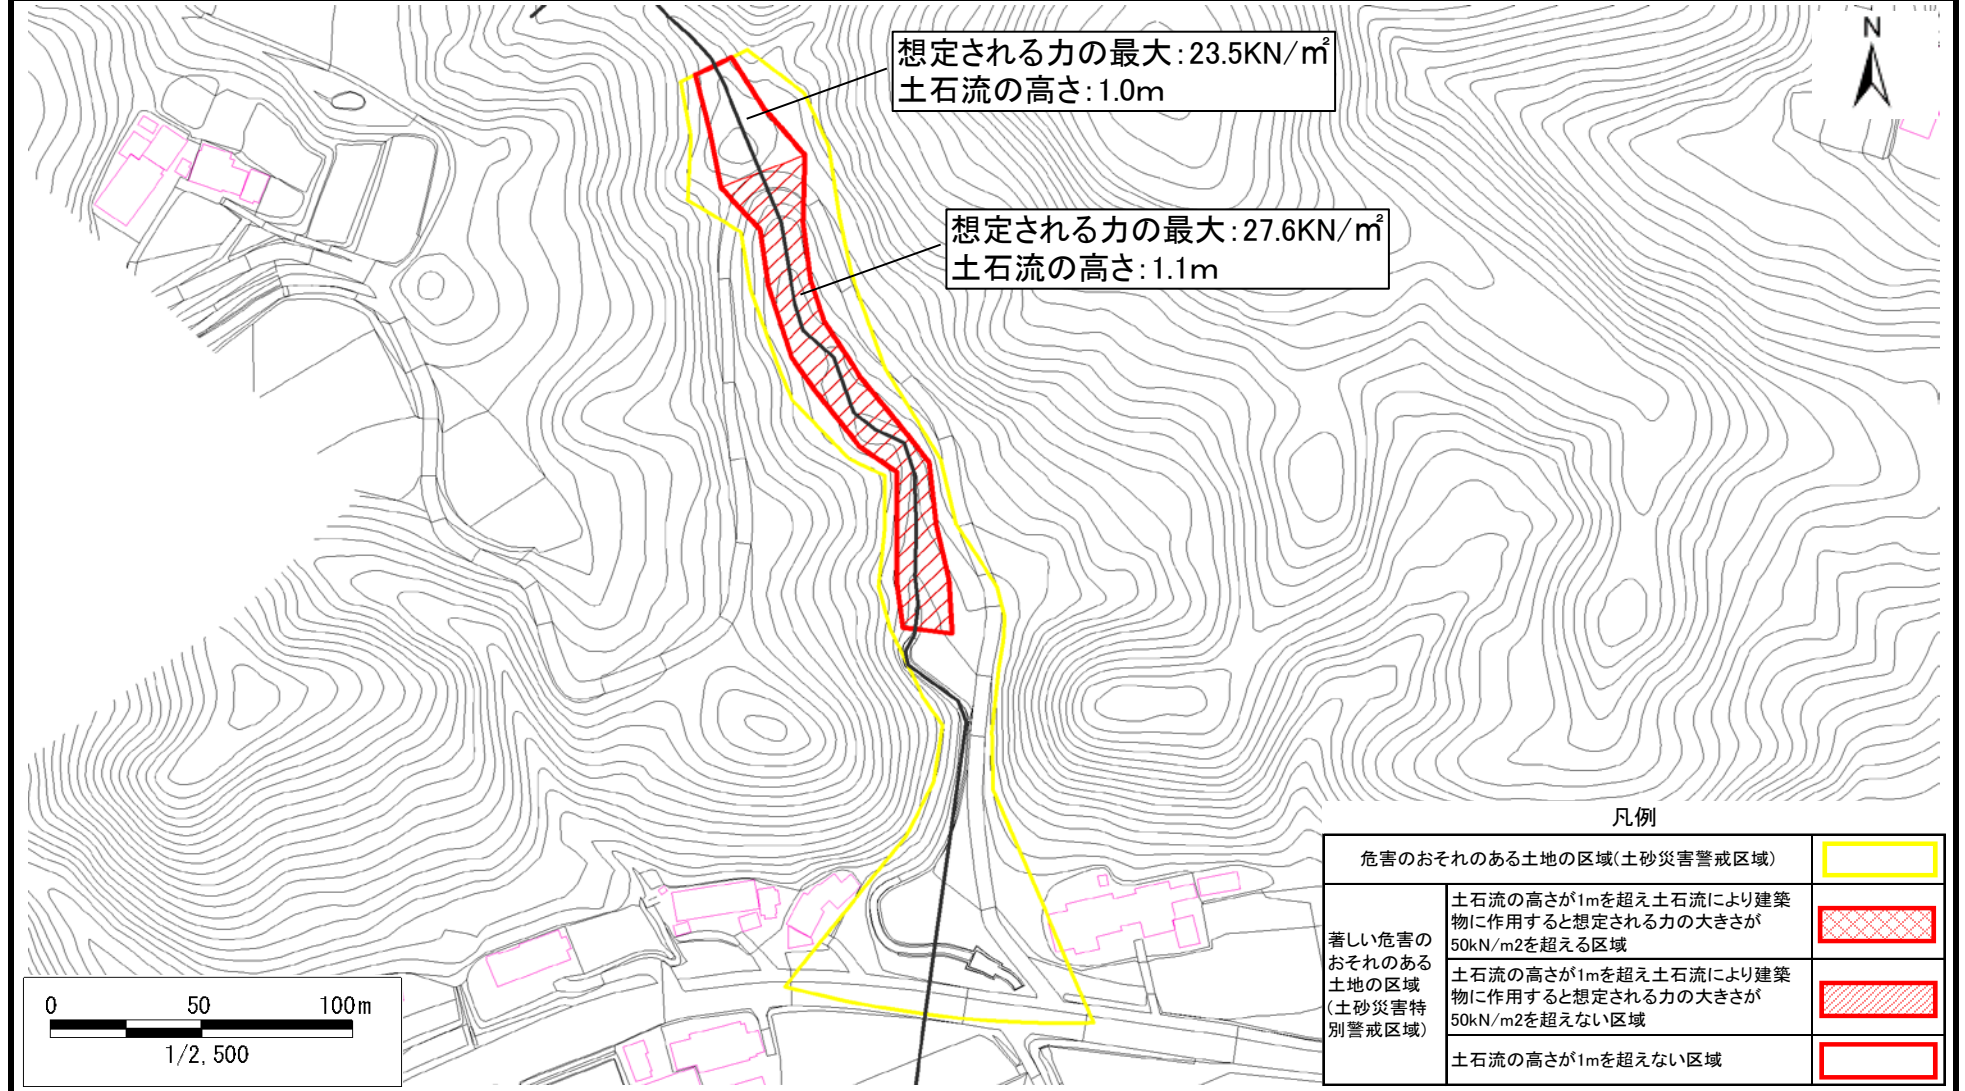 想定される力の最大:23.5KN/㎡
土石流の高さ:1.0m
N
想定される力の最大:27.6KN/㎡
土石流の高さ:1.1m
凡例
危害のおそれのある土地の区域(土砂災害警戒区域)
著しい危害の
おそれのある
土地の区域
(土砂災害特
別警戒区域)
土石流の高さが1mを超え土石流により建築
物に作用すると想定される力の大きさが
50kN/m2を超える区域
土石流の高さが1mを超え土石流により建築
物に作用すると想定される力の大きさが
50kN/m2を超えない区域
土石流の高さが1mを超えない区域
0 50 100m
1/2,500